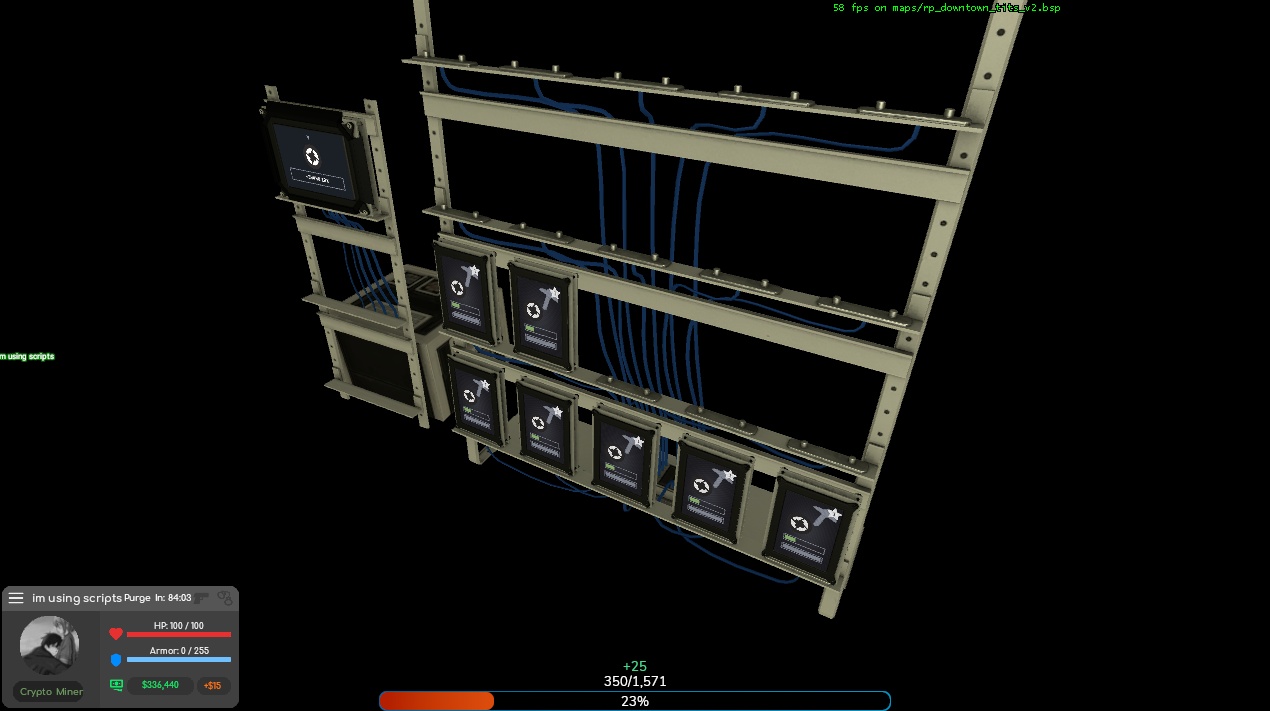 58 fps on maps/rp_downtown_tits_v2.bsp
m using scripts
im using scripts Purge In: 84:03
HP: 100 / 100
Armor: 0 / 255
$336,440 +$15
Crypto Miner
+25
350/1,571
23%